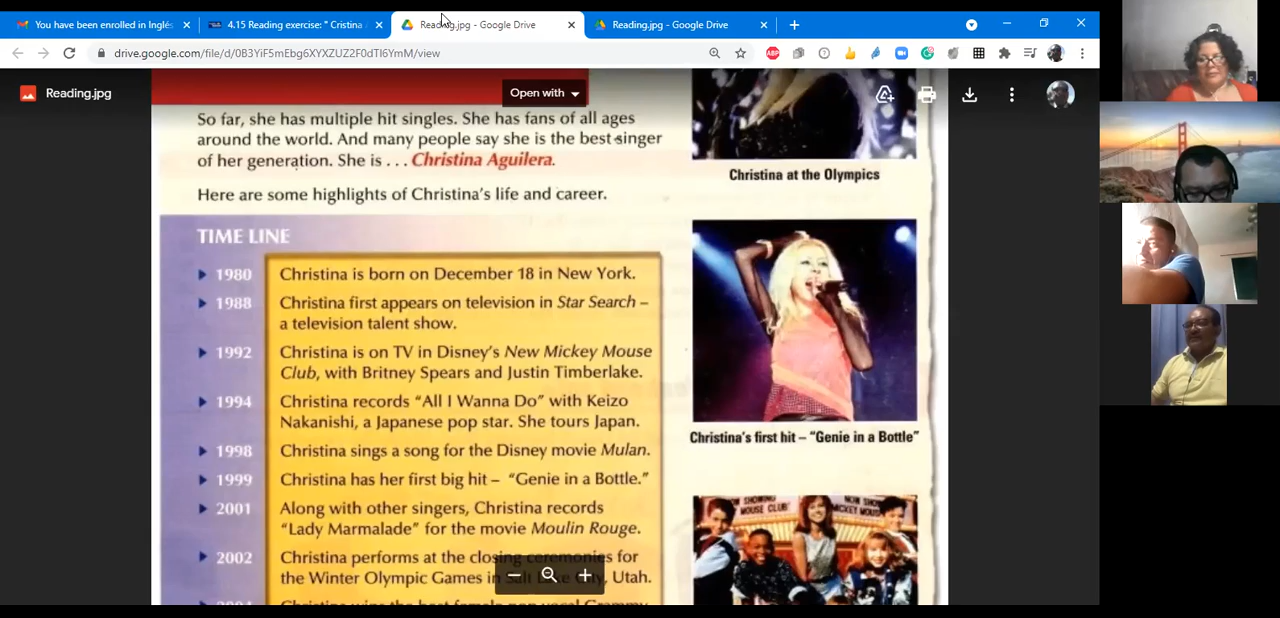 You have been enrolled in Inglés
4.15 Reading exercise: " Cristina
Reading.jpg - Google Drive
Reading.jpg - Google Drive
drive.google.com/file/d/0B3YiF5mEbg6XYXZUZ2F0dTI6YmM/view
Reading.jpg
Open with
So far, she has multiple hit singles. She has fans of all ages
around the world. And many people say she is the best singer
of her generation. She is . . . Christina Aguilera.
Christina at the Olympics
Here are some highlights of Christina's life and career.
TIME LINE
1980 Christina is born on December 18 in New York.
1988 Christina first appears on television in Star Search –
a television talent show.
1992 Christina is on TV in Disney's New Mickey Mouse
Club, with Britney Spears and Justin Timberlake.
1994 Christina records "All I Wanna Do" with Keizo
Nakanishi, a Japanese pop star. She tours Japan.
Christina's first hit – "Genie in a Bottle"
1998 Christina sings a song for the Disney movie Mulan.
1999 Christina has her first big hit – "Genie in a Bottle."
2001 Along with other singers, Christina records
"Lady Marmalade" for the movie Moulin Rouge.
2002 Christina performs at the closing ceremonies for
the Winter Olympic Games in Salt Lake City, Utah.
MOUSE CLUB
MICKEY MOUSE